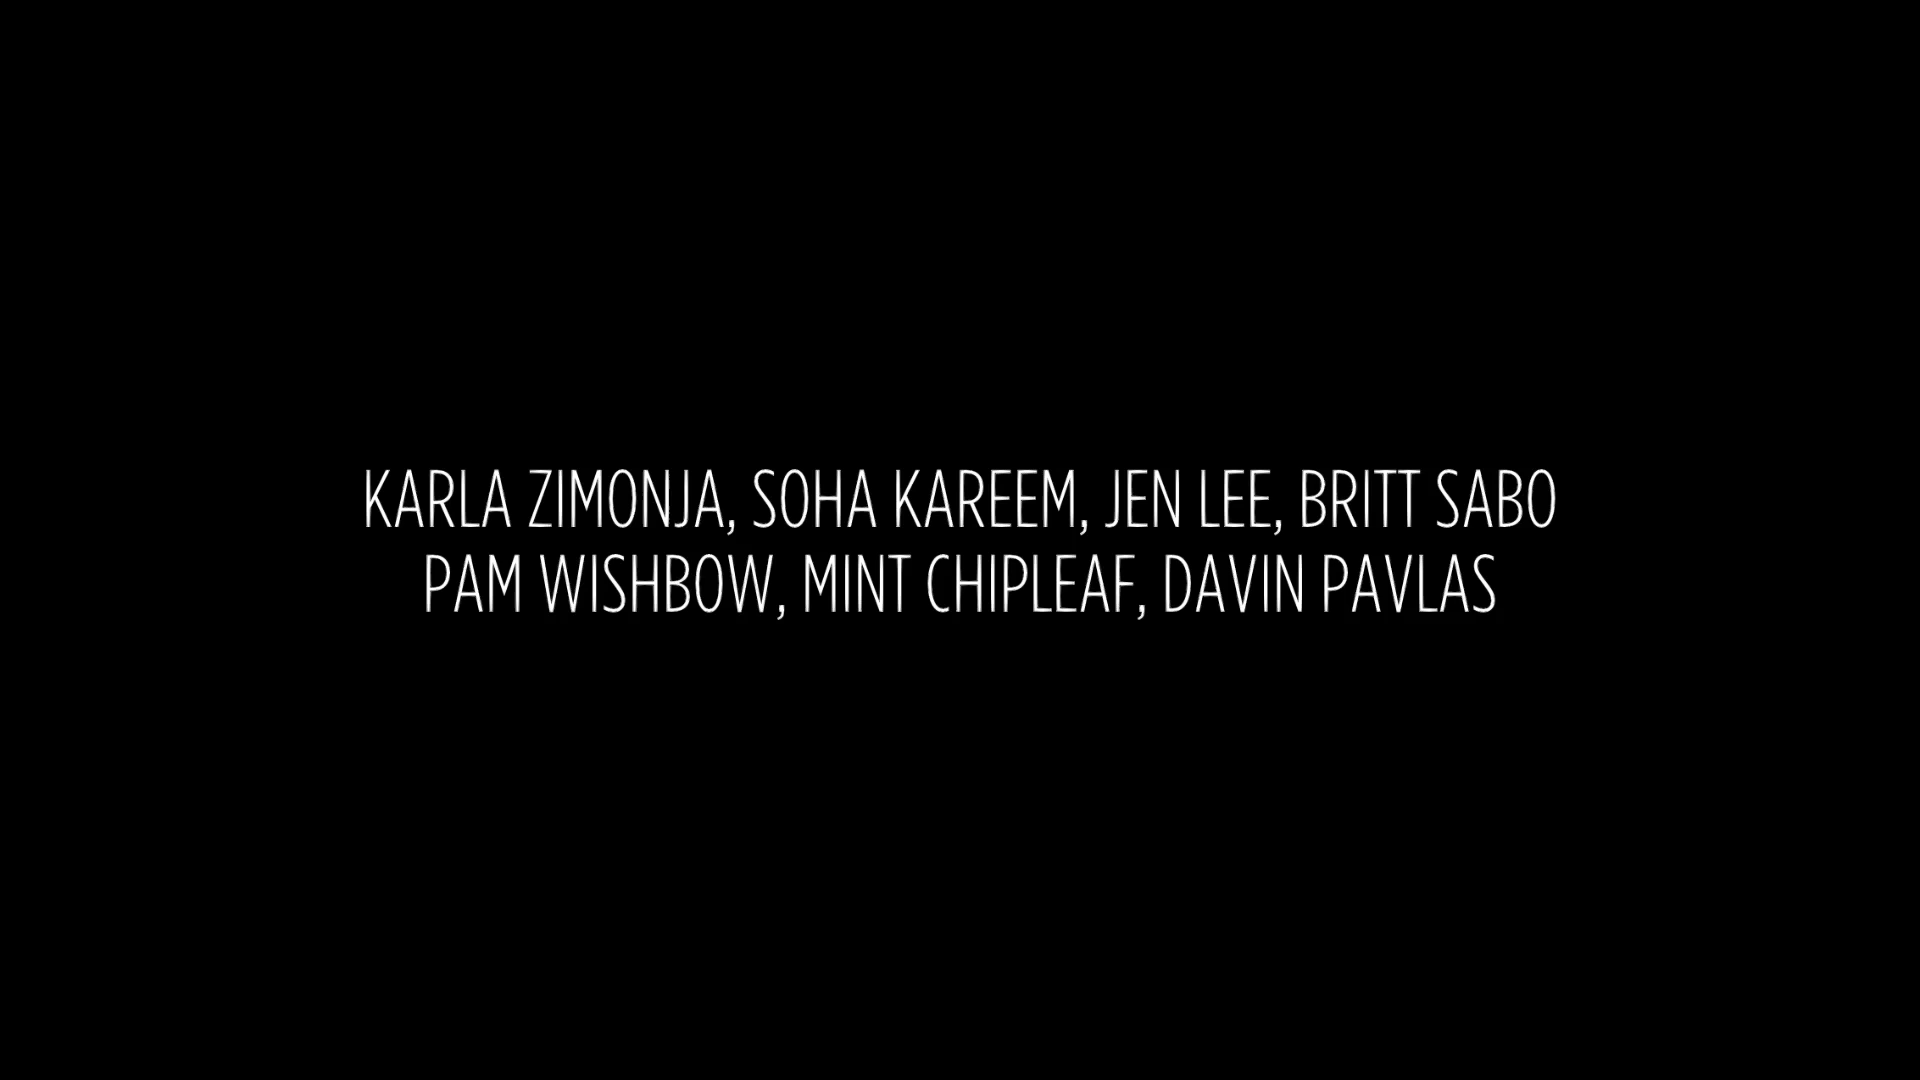 KARLA ZIMONJA, SOHA KAREEM, JEN LEE, BRITT SABO
PAM WISHBOW, MINT CHIPLEAF, DAVIN PAVLAS